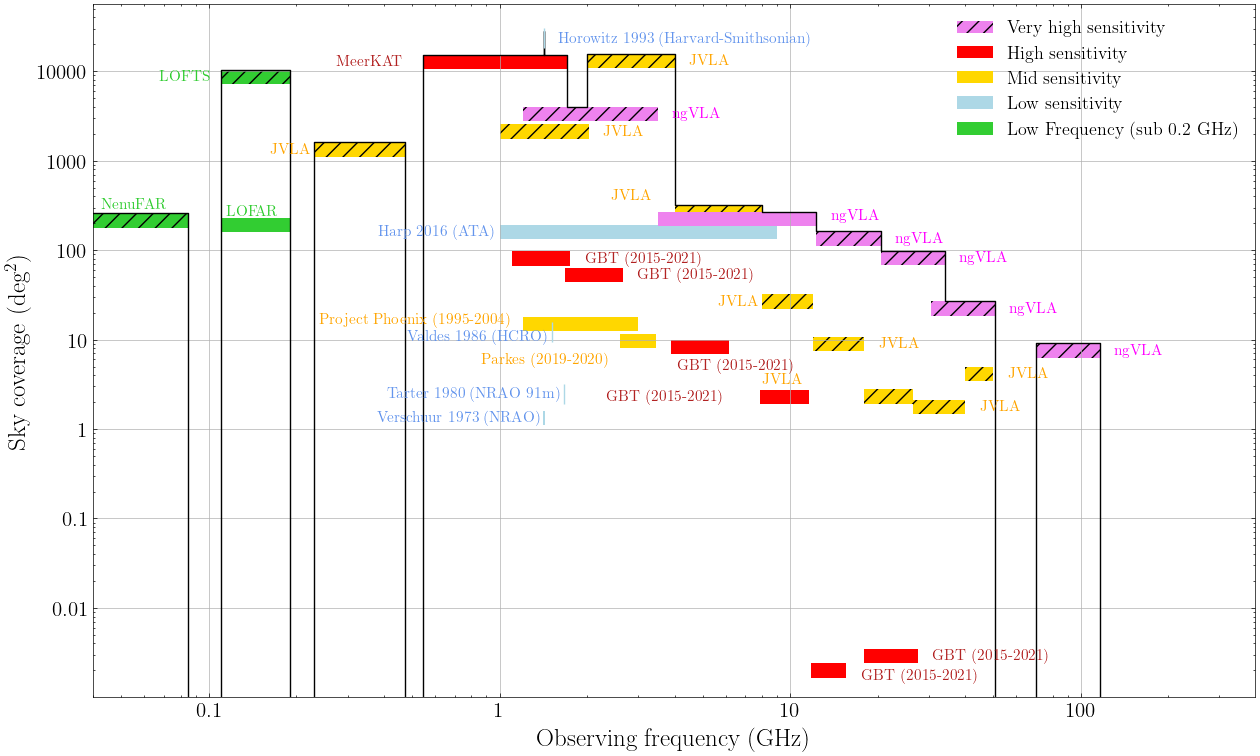 Very high sensitivity
High sensitivity
Mid sensitivity
Low sensitivity
Low Frequency (sub 0.2 GHz)
Horowitz 1993 (Harvard-Smithsonian)
MeerKAT
JVLA
LOFTS
ngVLA
JVLA
JVLA
JVLA
NenuFAR
LOFAR
ngVLA
Harp 2016 (ATA)
ngVLA
GBT (2015-2021)
ngVLA
GBT (2015-2021)
JVLA
ngVLA
Project Phoenix (1995-2004)
Valdes 1986 (HCRO)
JVLA
ngVLA
Parkes (2019-2020)
GBT (2015-2021)
JVLA
JVLA
Tarter 1980 (NRAO 91m)
GBT (2015-2021)
JVLA
Verschuur 1973 (NRAO)
GBT (2015-2021)
GBT (2015-2021)
10000
1000
100
10
1
0.1
0.01
Sky coverage (deg²)
0.1
1
10
100
Observing frequency (GHz)